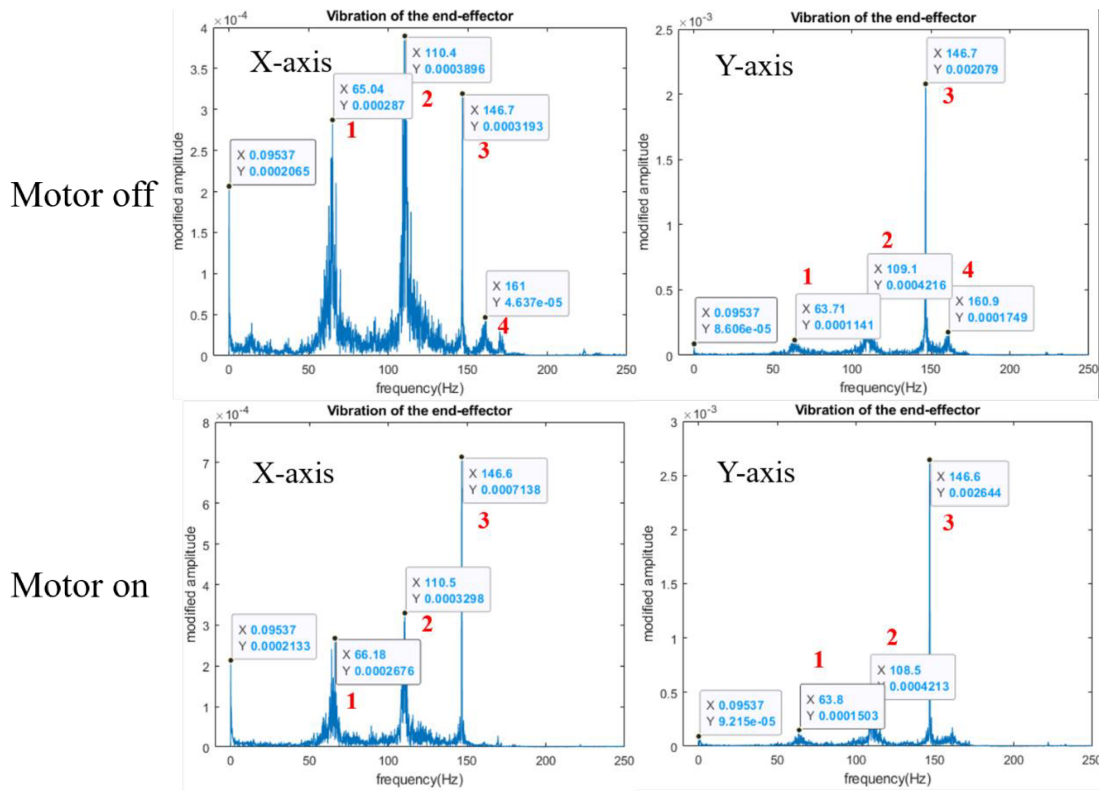 Motor off
Vibration of the end-effector
×10⁻⁴
X-axis
modified amplitude
4
3.5
3
2.5
2
1.5
1
0.5
0
X 0.09537
Y 0.0002065
X 65.04
Y 0.000287
1
X 110.4
Y 0.0003896
2
X 146.7
Y 0.0003193
3
X 161
Y 4.637e-05
4
0 50 100 150 200 250
frequency(Hz)
Vibration of the end-effector
×10⁻³
Y-axis
modified amplitude
2.5
2
1.5
1
0.5
0
X 0.09537
Y 8.606e-05
1
X 63.71
Y 0.0001141
2
X 109.1
Y 0.0004216
X 146.7
Y 0.002079
3
4
X 160.9
Y 0.0001749
0 50 100 150 200 250
frequency(Hz)
Motor on
Vibration of the end-effector
×10⁻⁴
X-axis
modified amplitude
8
7
6
5
4
3
2
1
0
X 0.09537
Y 0.0002133
X 66.18
Y 0.0002676
1
X 110.5
Y 0.0003298
2
X 146.6
Y 0.0007138
3
0 50 100 150 200 250
frequency(Hz)
Vibration of the end-effector
×10⁻³
Y-axis
modified amplitude
3
2.5
2
1.5
1
0.5
0
X 0.09537
Y 9.215e-05
1
X 63.8
Y 0.0001503
2
X 108.5
Y 0.0004213
X 146.6
Y 0.002644
3
0 50 100 150 200 250
frequency(Hz)